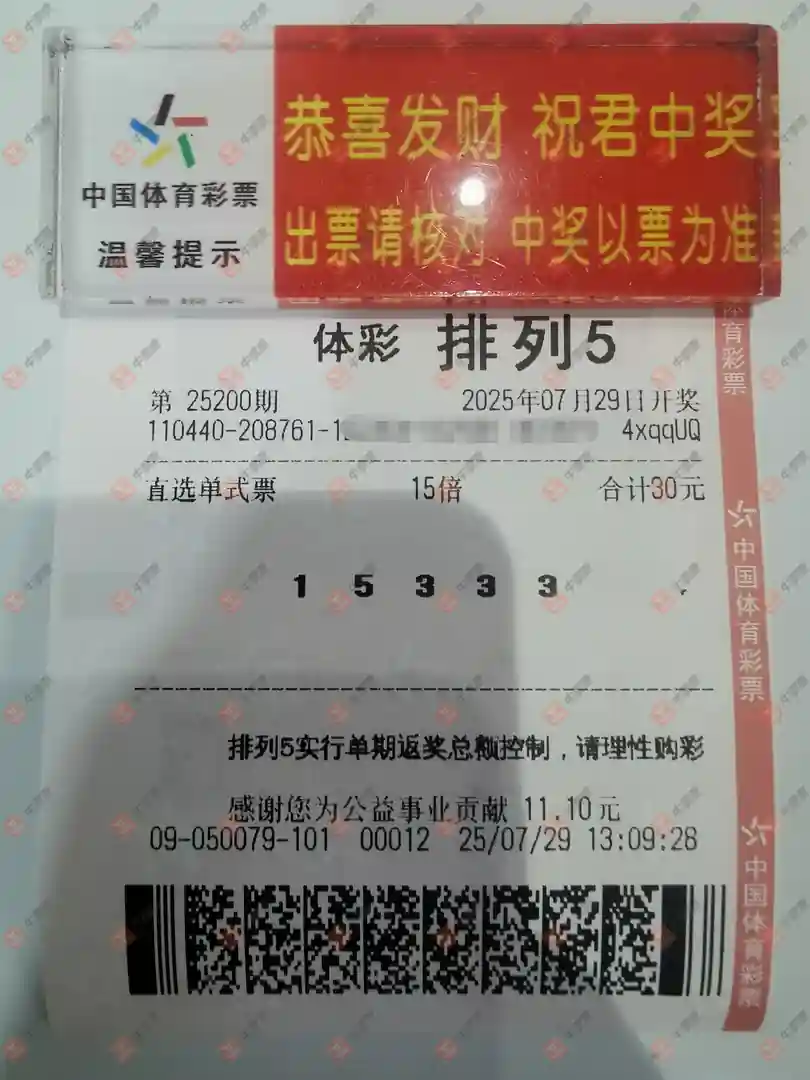 恭喜发财 祝君中奖
中国体育彩票
温馨提示
出票请核对 中奖以票为准
体彩 排列5
第 25200期 2025年07月29日开奖
110440-208761-1 4xqqUQ
直选单式票 15倍 合计30元
1 5 3 3 3
排列5实行单期返奖总额控制，请理性购彩
感谢您为公益事业贡献 11.10元
09-050079-101 00012 25/07/29 13:09:28
体育彩票
中国体育彩票
中国体育彩票